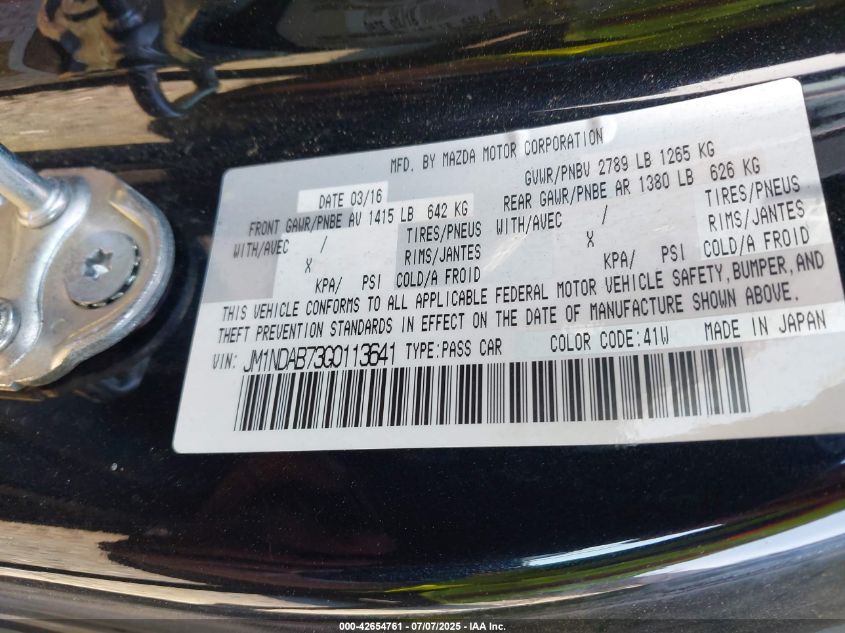 MFD. BY MAZDA MOTOR CORPORATION
DATE 03/16
GVWR/PNBV 2789 LB 1265 KG
FRONT GAWR/PNBE AV 1415 LB 642 KG
REAR GAWR/PNBE AR 1380 LB 626 KG
WITH/AVEC / TIRES/PNEUS
X RIMS/JANTES
KPA/ PSI COLD/A FROID
WITH/AVEC / TIRES/PNEUS
X RIMS/JANTES
KPA/ PSI COLD/A FROID
THIS VEHICLE CONFORMS TO ALL APPLICABLE FEDERAL MOTOR VEHICLE SAFETY, BUMPER, AND
THEFT PREVENTION STANDARDS IN EFFECT ON THE DATE OF MANUFACTURE SHOWN ABOVE.
VIN: JM1NDAB73G0113641 TYPE:PASS CAR COLOR CODE:41W MADE IN JAPAN
000-42654761 - 07/07/2025 - IAA Inc.